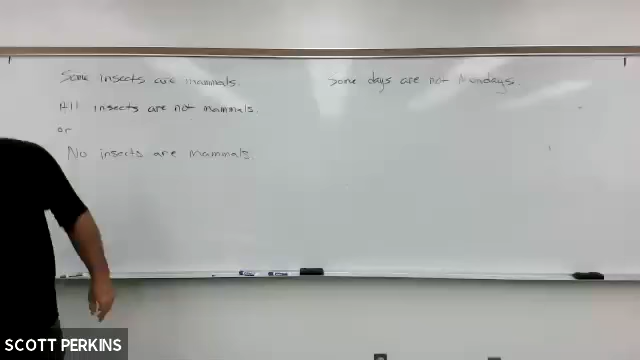 Some insects are mammals.
All insects are not mammals.
or
No insects are mammals.
Some days are not Mondays.
SCOTT PERKINS